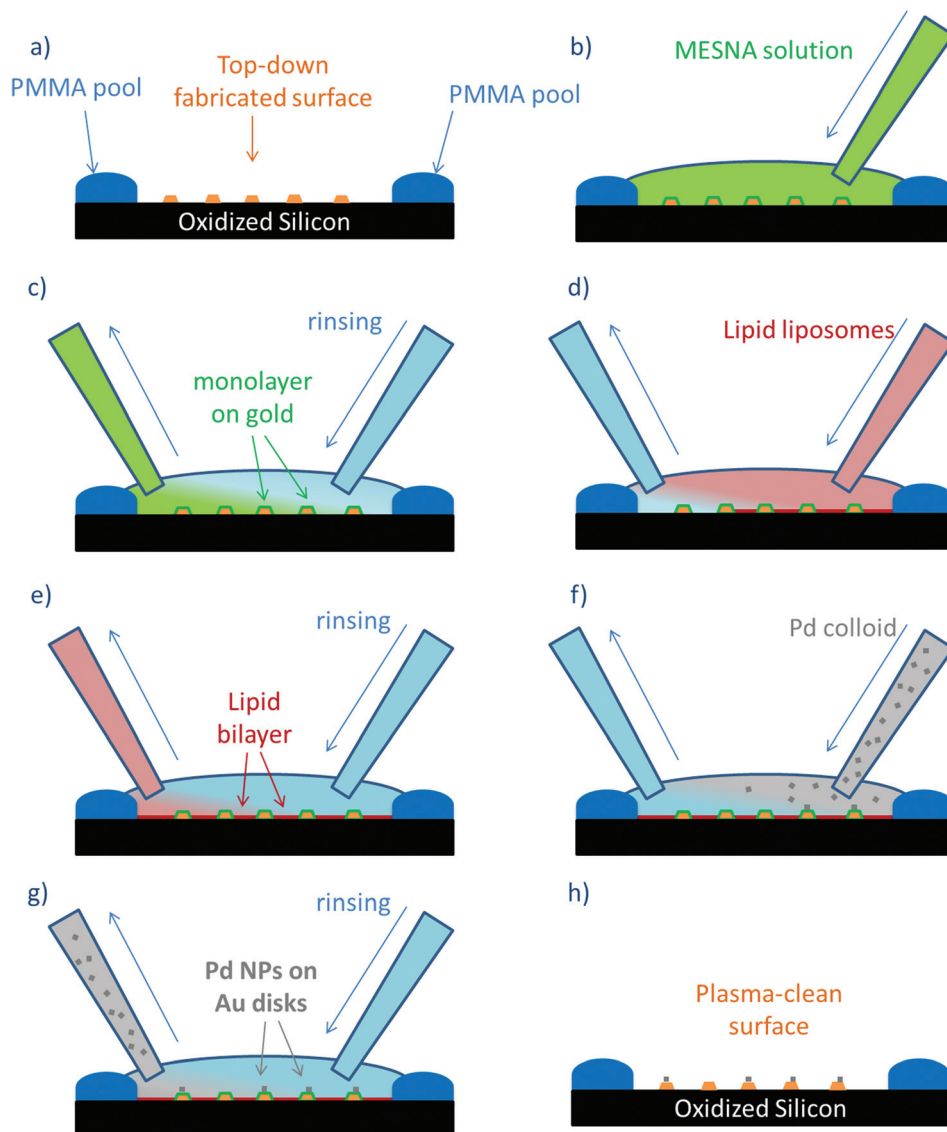 a)
PMMA pool
Top-down
fabricated surface
PMMA pool
Oxidized Silicon
b)
MESNA solution
c)
rinsing
monolayer
on gold
d)
Lipid liposomes
e)
rinsing
Lipid
bilayer
f)
Pd colloid
g)
rinsing
Pd NPs on
Au disks
h)
Plasma-clean
surface
Oxidized Silicon